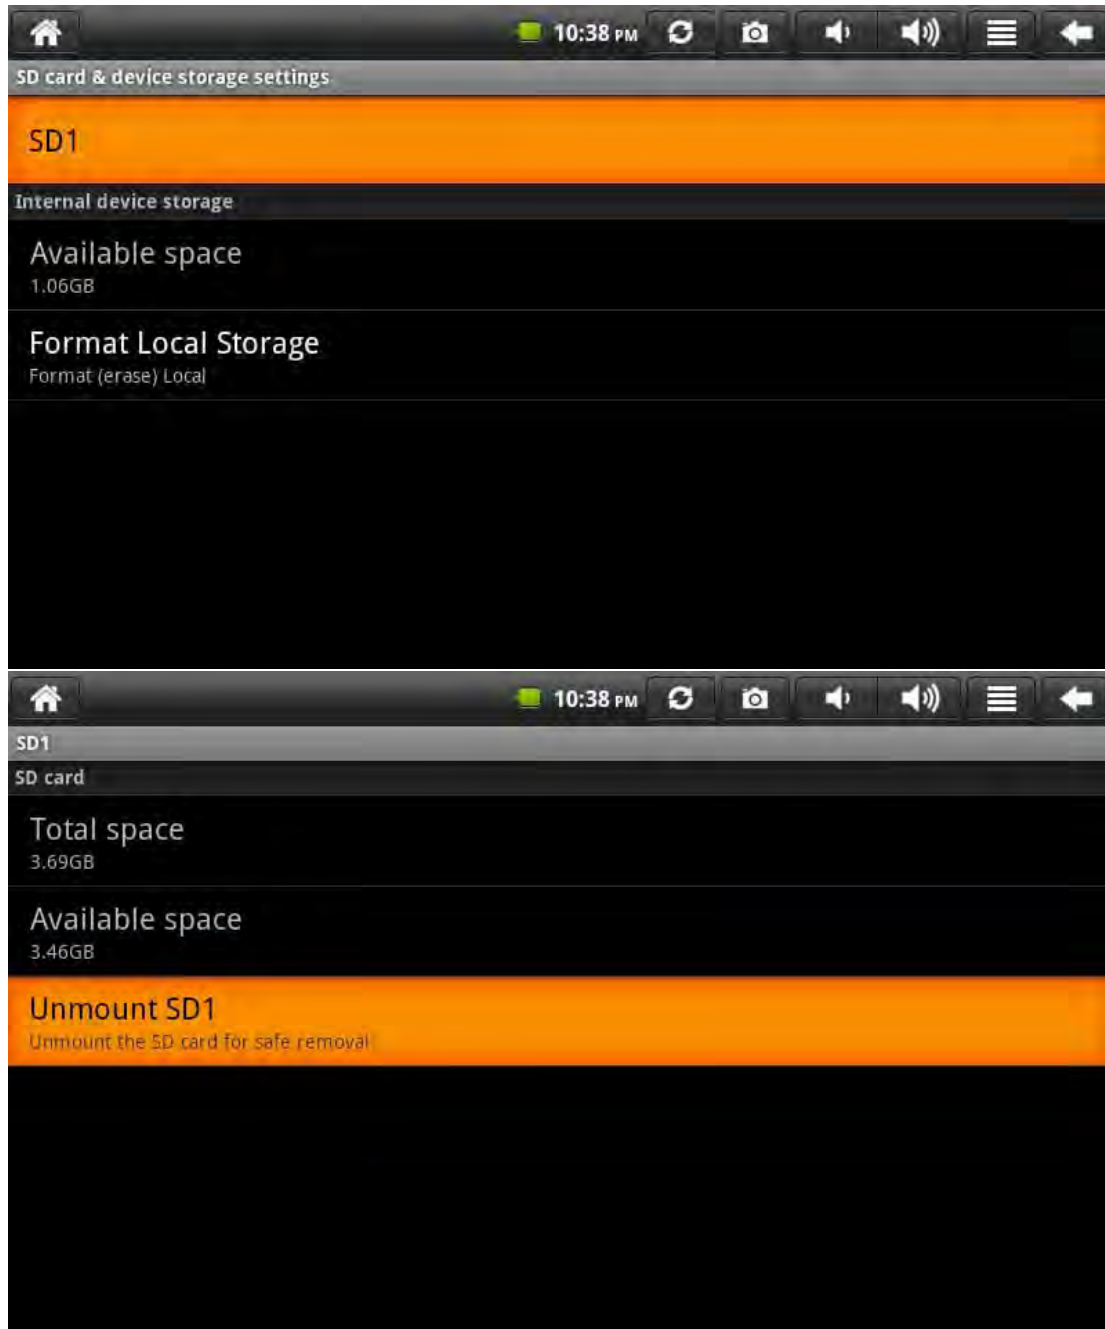 10:38 PM
SD card & device storage settings
SD1
Internal device storage
Available space
1.06GB
Format Local Storage
Format (erase) Local
10:38 PM
SD1
SD card
Total space
3.69GB
Available space
3.46GB
Unmount SD1
Unmount the SD card for safe removal